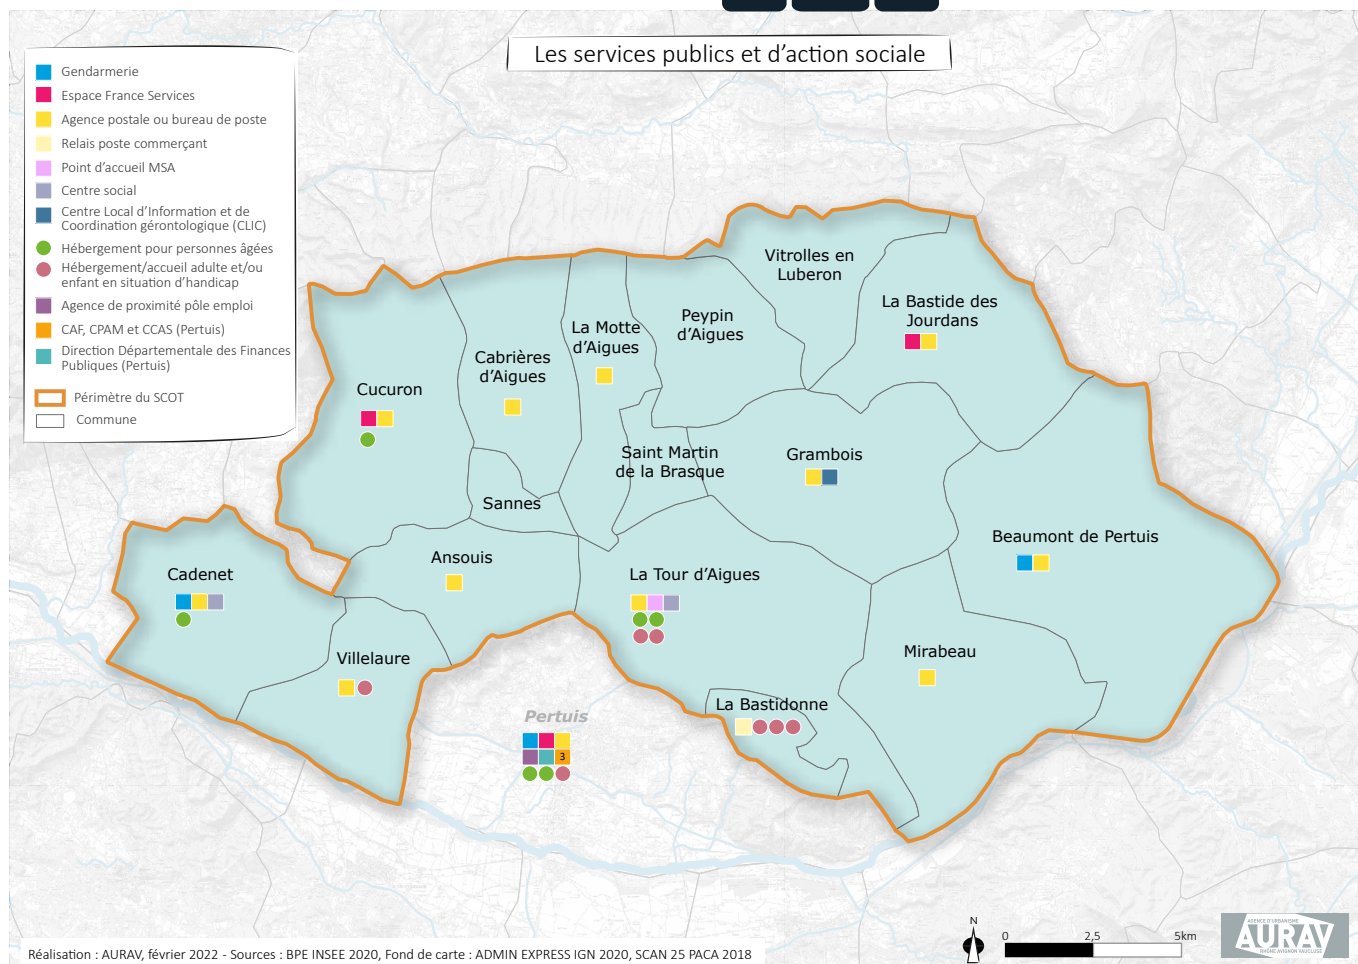 Les services publics et d'action sociale
Gendarmerie
Espace France Services
Agence postale ou bureau de poste
Relais poste commerçant
Point d'accueil MSA
Centre social
Centre Local d'Information et de
Coordination gérontologique (CLIC)
Hébergement pour personnes âgées
Hébergement/accueil adulte et/ou
enfant en situation d'handicap
Agence de proximité pôle emploi
CAF, CPAM et CCAS (Pertuis)
Direction Départementale des Finances
Publiques (Pertuis)
Périmètre du SCOT
Commune
Vitrolles en
Luberon
La Bastide des
Jourdans
Peypin
d'Aigues
La Motte
d'Aigues
Cabrières
d'Aigues
Cucuron
Saint Martin
de la Brasque
Grambois
Sannes
Beaumont de Pertuis
Ansouis
Cadenet
La Tour d'Aigues
Villelaure
Mirabeau
La Bastidonne
Pertuis
3
N
0 2,5 5km
AGENCE D'URBANISME
AURAV
RHÔNE AVIGNON VAUCLUSE
Réalisation : AURAV, février 2022 - Sources : BPE INSEE 2020, Fond de carte : ADMIN EXPRESS IGN 2020, SCAN 25 PACA 2018